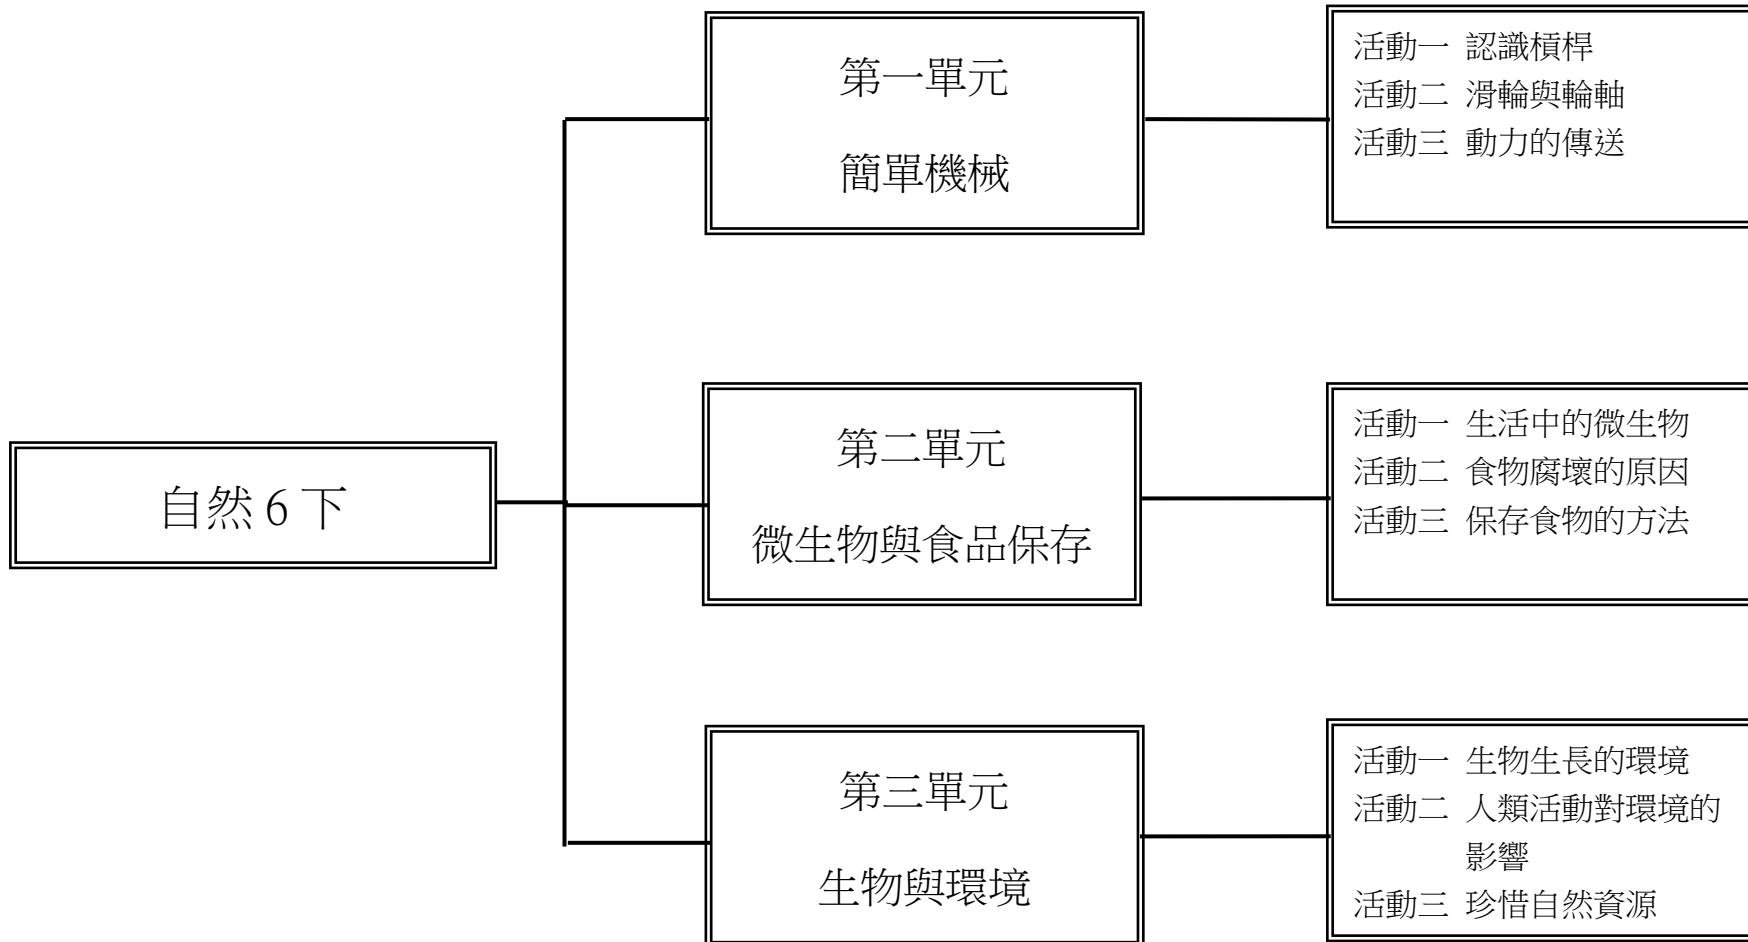 自然 6 下
第一單元
簡單機械
活動一 認識槓桿
活動二 滑輪與輪軸
活動三 動力的傳送
第二單元
微生物與食品保存
活動一 生活中的微生物
活動二 食物腐壞的原因
活動三 保存食物的方法
第三單元
生物與環境
活動一 生物生長的環境
活動二 人類活動對環境的
影響
活動三 珍惜自然資源